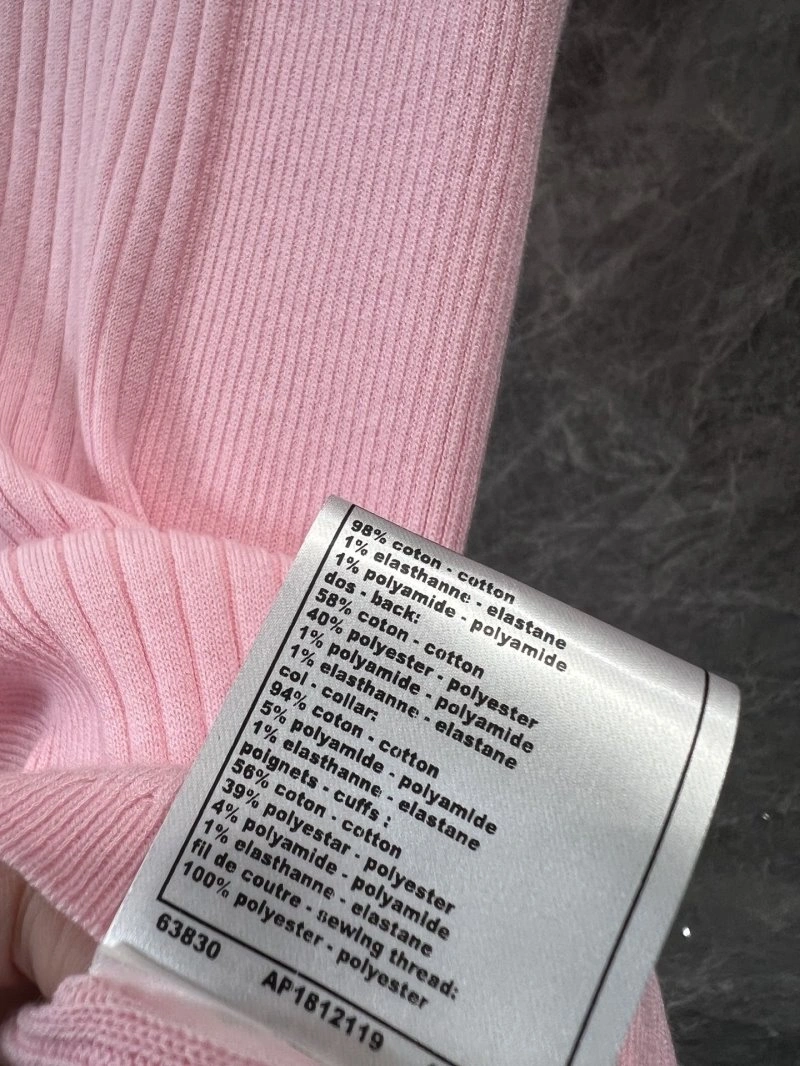 98% coton - cotton
1% elasthanne - elastane
1% polyamide - polyamide
dos - back:
58% coton - cotton
40% polyester - polyester
1% polyamide - polyamide
1% elasthanne - elastane
col - collar:
94% coton - cotton
5% polyamide - polyamide
1% elasthanne - elastane
poignets - cuffs :
56% coton - cotton
39% polyestar - polyester
4% polyamide - polyamide
1% elasthanne - elastane
fil de coutre - sewing thread:
100% polyester - polyester
63830 AP1612119